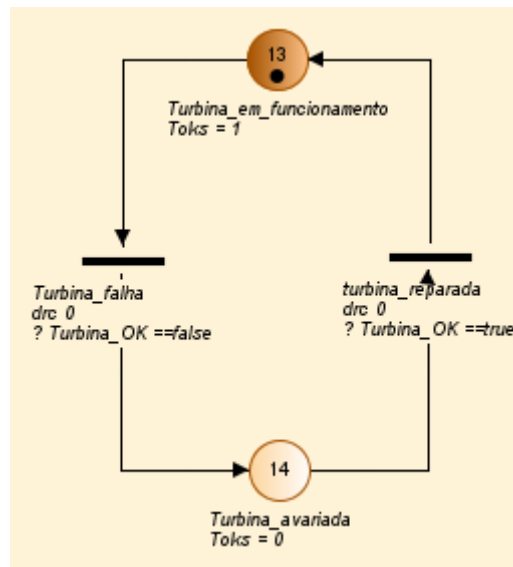 13
Turbina_em_funcionamento
Toks = 1
Turbina_falha
drc 0
? Turbina_OK ==false
turbina_reparada
drc 0
? Turbina_OK ==true
14
Turbina_avariada
Toks = 0